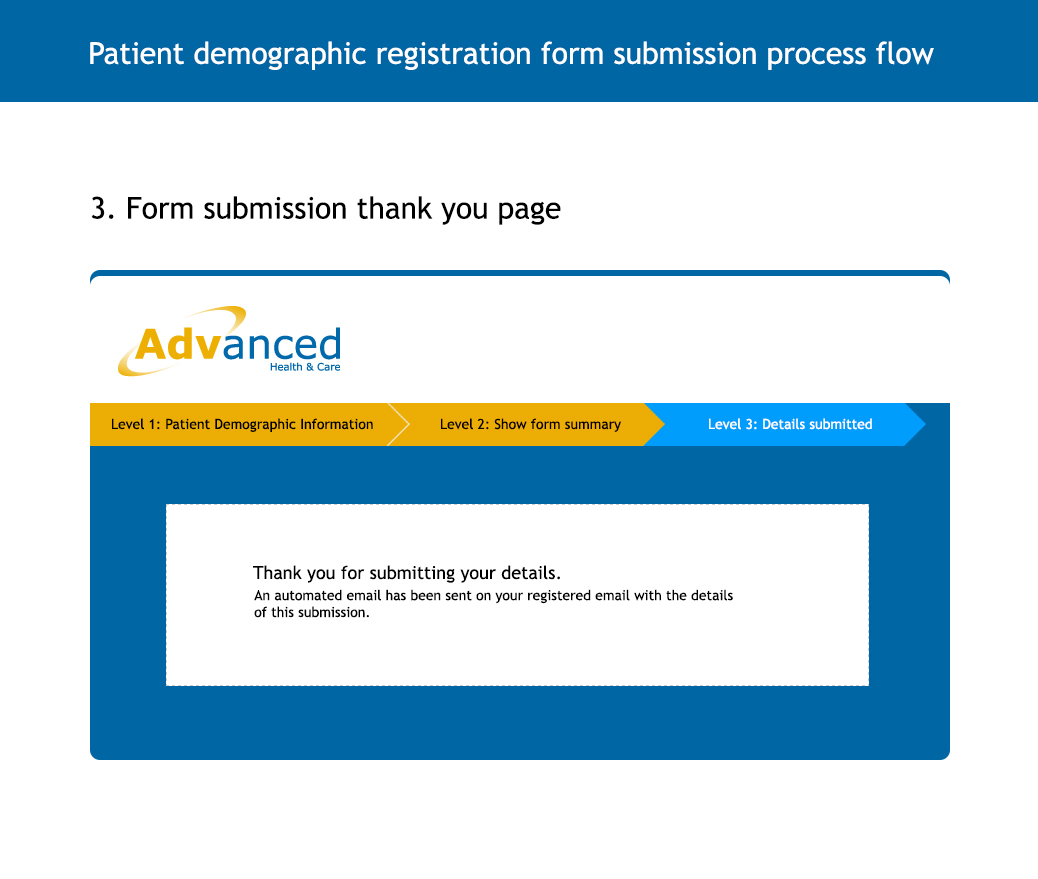 Patient demographic registration form submission process flow
3. Form submission thank you page
Advanced
Health & Care
Level 1: Patient Demographic Information
Level 2: Show form summary
Level 3: Details submitted
Thank you for submitting your details.
An automated email has been sent on your registered email with the details
of this submission.